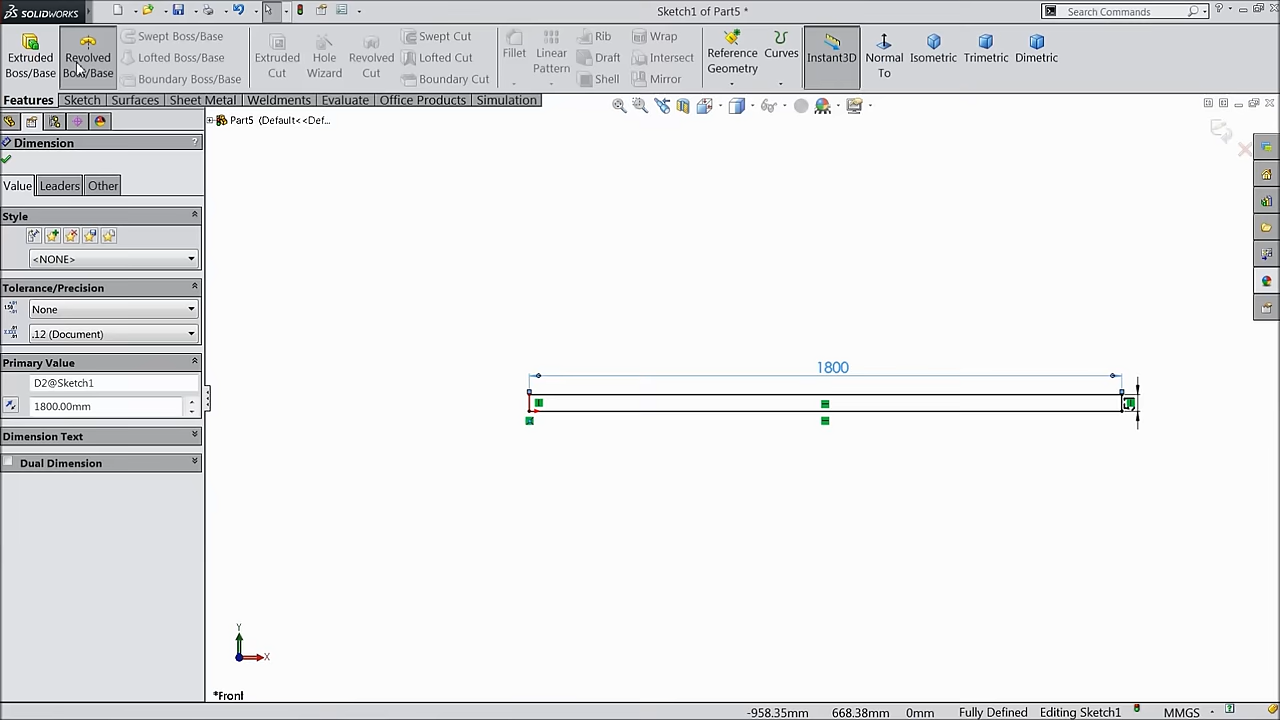 SOLIDWORKS
Sketch1 of Part5 *
Search Commands
Extruded Boss/Base
Revolved Boss/Base
Swept Boss/Base
Lofted Boss/Base
Boundary Boss/Base
Extruded Cut
Hole Wizard
Revolved Cut
Swept Cut
Lofted Cut
Boundary Cut
Fillet
Linear Pattern
Rib
Draft
Shell
Wrap
Intersect
Mirror
Reference Geometry
Curves
Instant3D
Normal To
Isometric
Trimetric
Dimetric
Features
Sketch
Surfaces
Sheet Metal
Weldments
Evaluate
Office Products
Simulation
Part5 (Default<<Def...
Dimension
?
Value
Leaders
Other
Style
<NONE>
Tolerance/Precision
None
.12 (Document)
Primary Value
D2@Sketch1
1800.00mm
Dimension Text
Dual Dimension
1800
Y
X
*Front
-958.35mm
668.38mm
0mm
Fully Defined
Editing Sketch1
MMGS